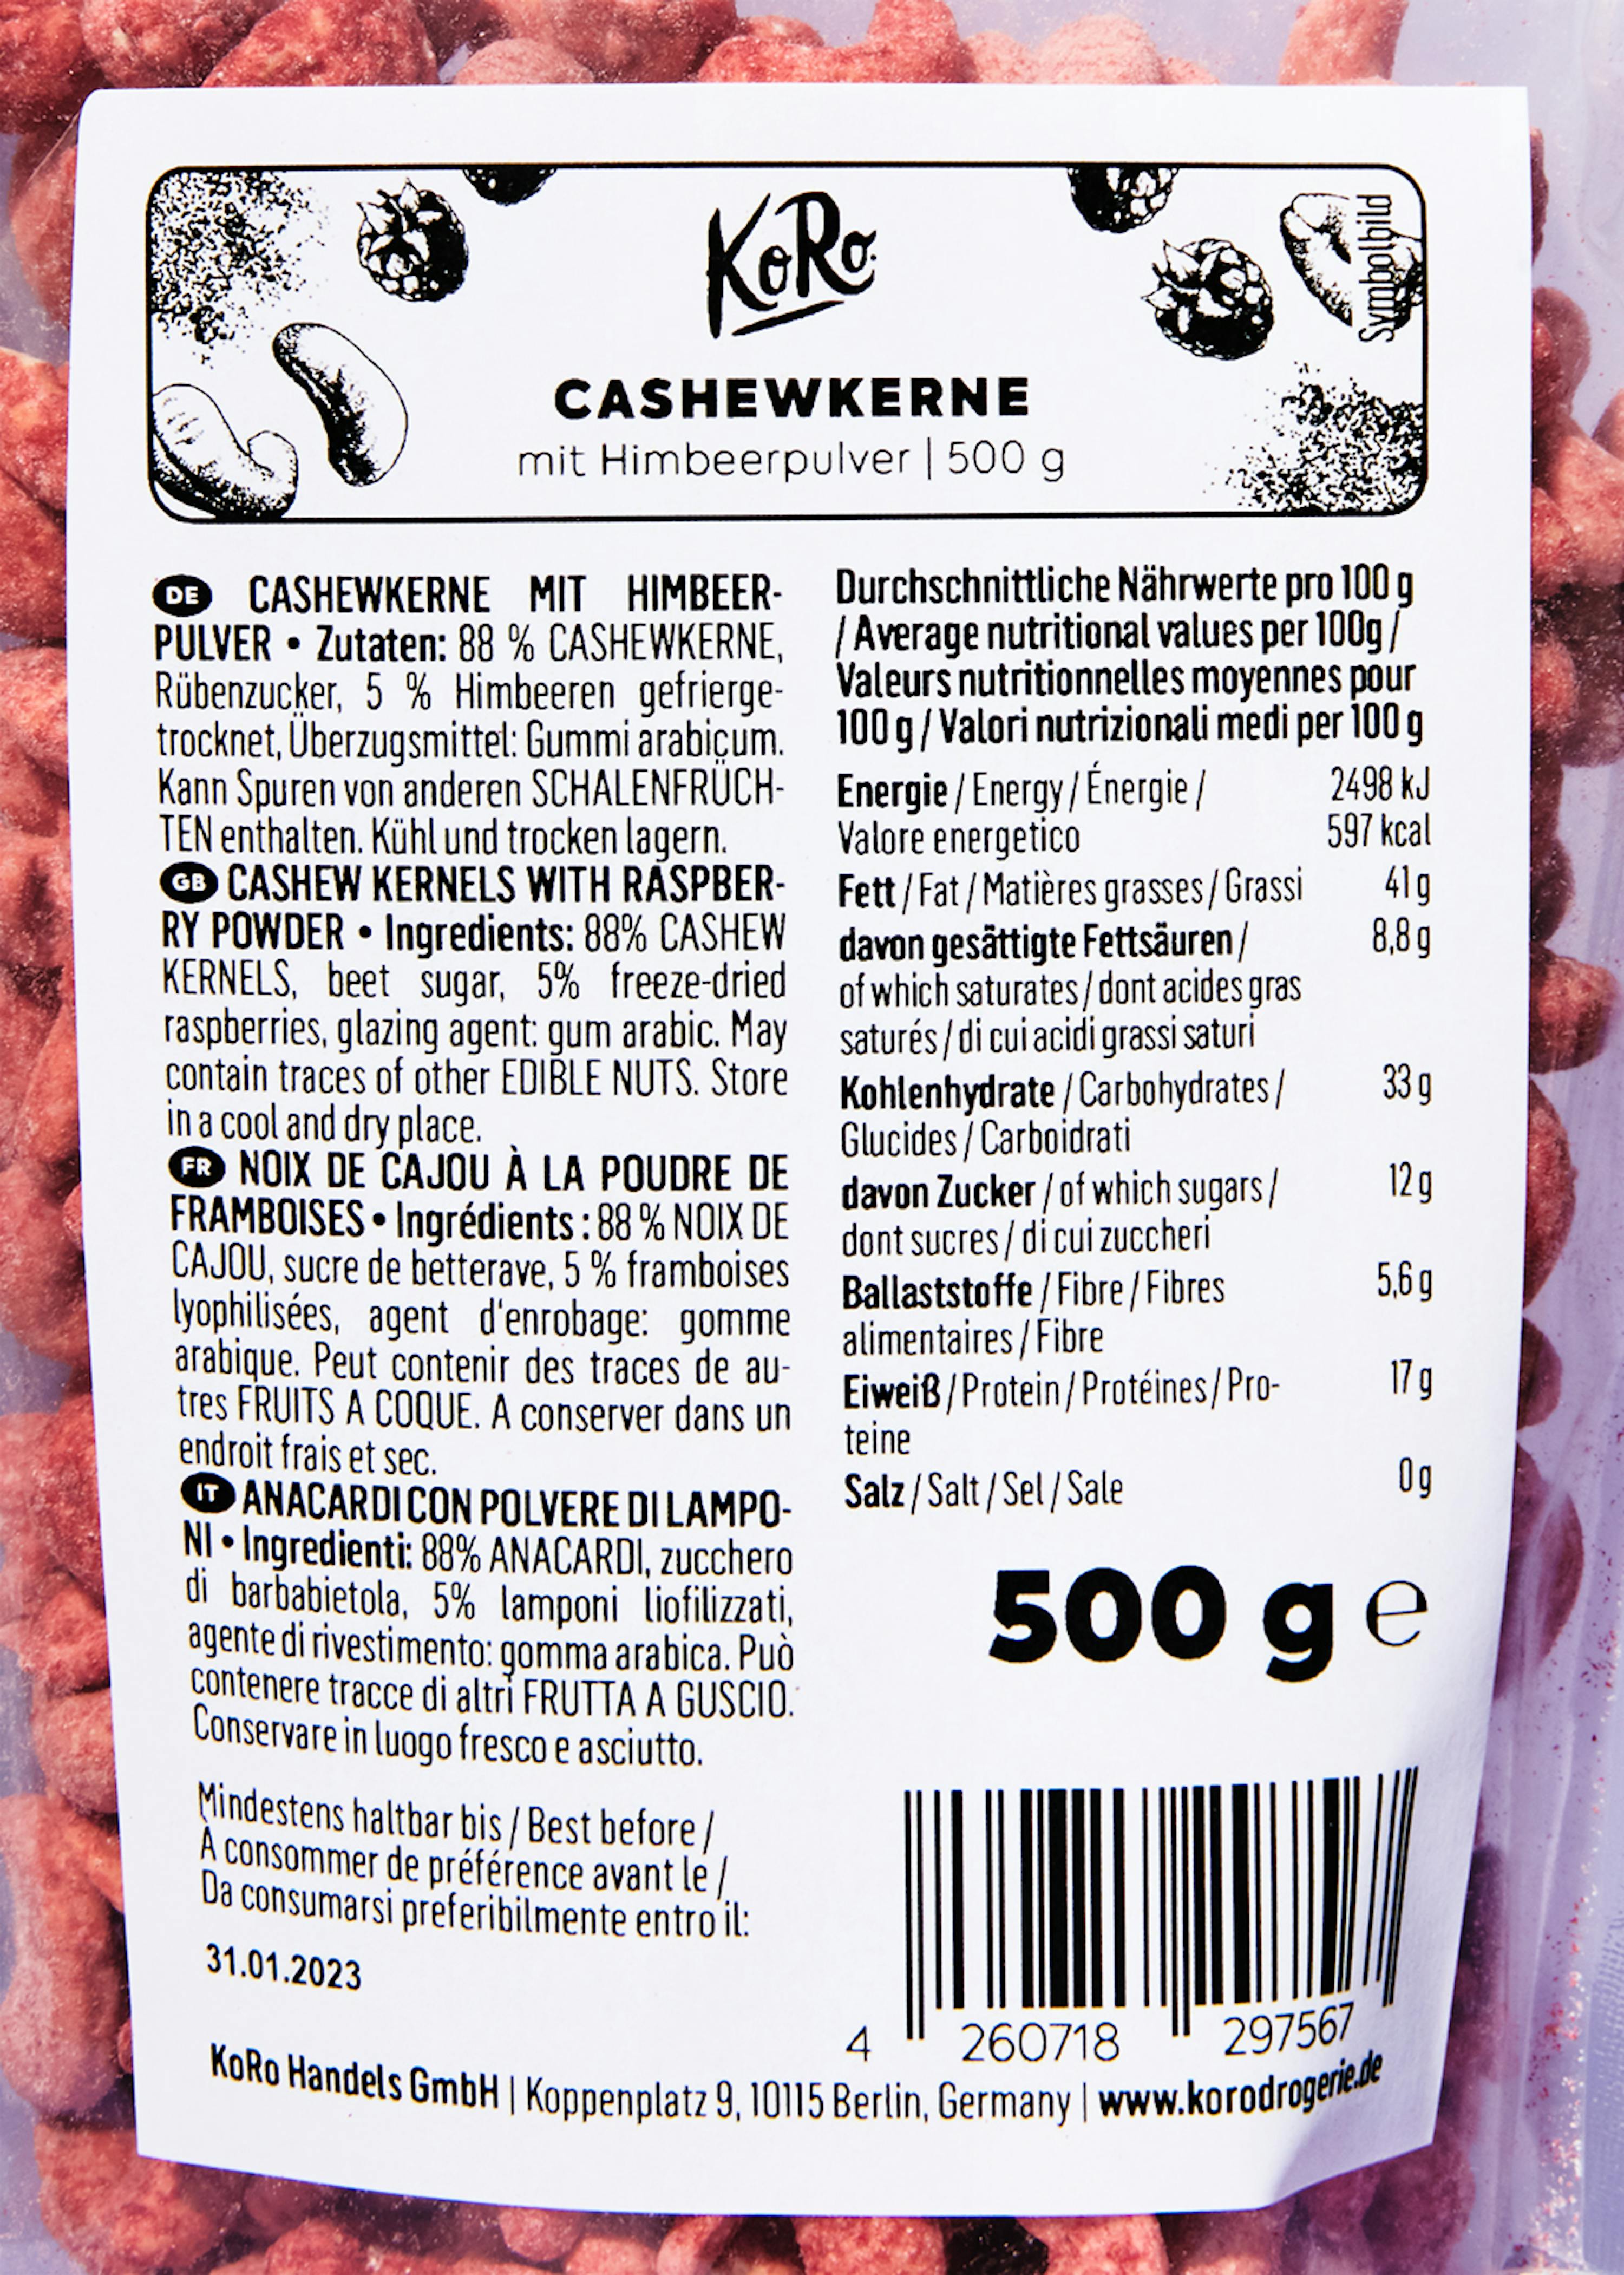 KoRo
Symbolbild
CASHEWKERNE
mit Himbeerpulver | 500 g
DE CASHEWKERNE MIT HIMBEER-
PULVER • Zutaten: 88 % CASHEWKERNE,
Rübenzucker, 5 % Himbeeren gefrierge-
trocknet, Überzugsmittel: Gummi arabicum.
Kann Spuren von anderen SCHALENFRÜCH-
TEN enthalten. Kühl und trocken lagern.
GB CASHEW KERNELS WITH RASPBER-
RY POWDER • Ingredients: 88% CASHEW
KERNELS, beet sugar, 5% freeze-dried
raspberries, glazing agent: gum arabic. May
contain traces of other EDIBLE NUTS. Store
in a cool and dry place.
FR NOIX DE CAJOU À LA POUDRE DE
FRAMBOISES • Ingrédients : 88 % NOIX DE
CAJOU, sucre de betterave, 5 % framboises
lyophilisées, agent d'enrobage: gomme
arabique. Peut contenir des traces de au-
tres FRUITS A COQUE. A conserver dans un
endroit frais et sec.
IT ANACARDI CON POLVERE DI LAMPO-
NI • Ingredienti: 88% ANACARDI, zucchero
di barbabietola, 5% lamponi liofilizzati,
agente di rivestimento: gomma arabica. Può
contenere tracce di altri FRUTTA A GUSCIO.
Conservare in luogo fresco e asciutto.
Mindestens haltbar bis / Best before /
À consommer de préférence avant le /
Da consumarsi preferibilmente entro il:
31.01.2023
Durchschnittliche Nährwerte pro 100 g
/ Average nutritional values per 100g /
Valeurs nutritionnelles moyennes pour
100 g / Valori nutrizionali medi per 100 g
Energie / Energy / Énergie / 2498 kJ
Valore energetico 597 kcal
Fett / Fat / Matières grasses / Grassi 41 g
davon gesättigte Fettsäuren / 8,8 g
of which saturates / dont acides gras
saturés / di cui acidi grassi saturi
Kohlenhydrate / Carbohydrates / 33 g
Glucides / Carboidrati
davon Zucker / of which sugars / 12 g
dont sucres / di cui zuccheri
Ballaststoffe / Fibre / Fibres 5,6 g
alimentaires / Fibre
Eiweiß / Protein / Protéines / Pro- 17 g
teine
Salz / Salt / Sel / Sale 0 g
500 g e
4 260718 297567
KoRo Handels GmbH | Koppenplatz 9, 10115 Berlin, Germany | www.korodrogerie.de